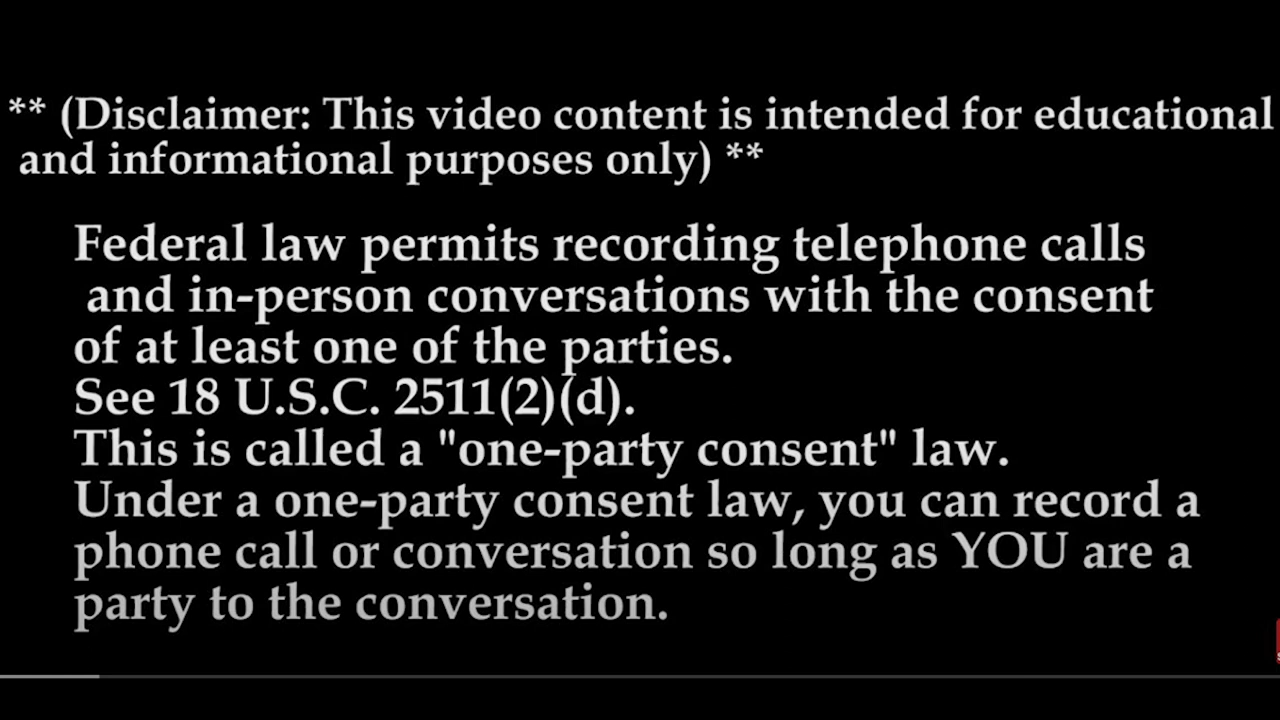 ** (Disclaimer: This video content is intended for educational
and informational purposes only) **
Federal law permits recording telephone calls
and in-person conversations with the consent
of at least one of the parties.
See 18 U.S.C. 2511(2)(d).
This is called a "one-party consent" law.
Under a one-party consent law, you can record a
phone call or conversation so long as YOU are a
party to the conversation.